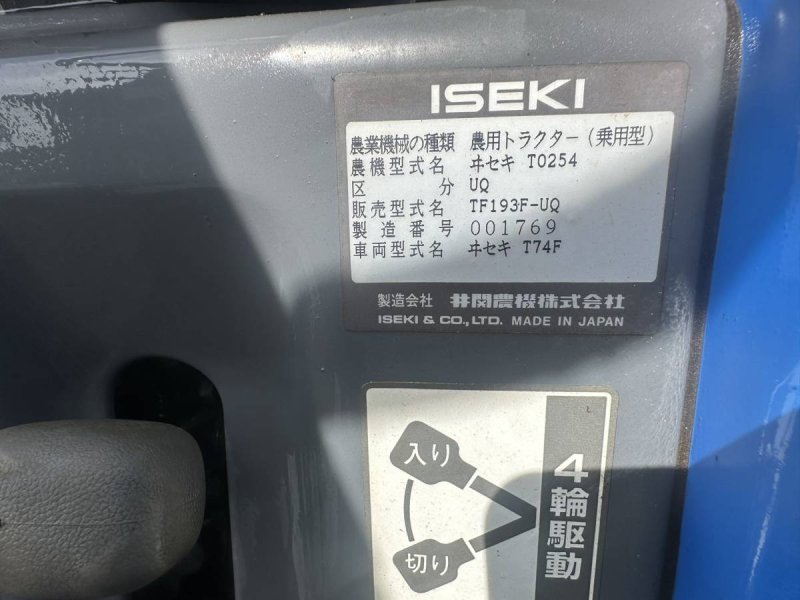 ISEKI
農業機械の種類 農用トラクター(乗用型)
農機型式名 ヰセキ TO254
区分 UQ
販売型式名 TF193F-UQ
製造番号 001769
車両型式名 ヰセキ T74F
製造会社 井関農機株式会社
ISEKI & CO., LTD. MADE IN JAPAN
4輪駆動
入り
切り